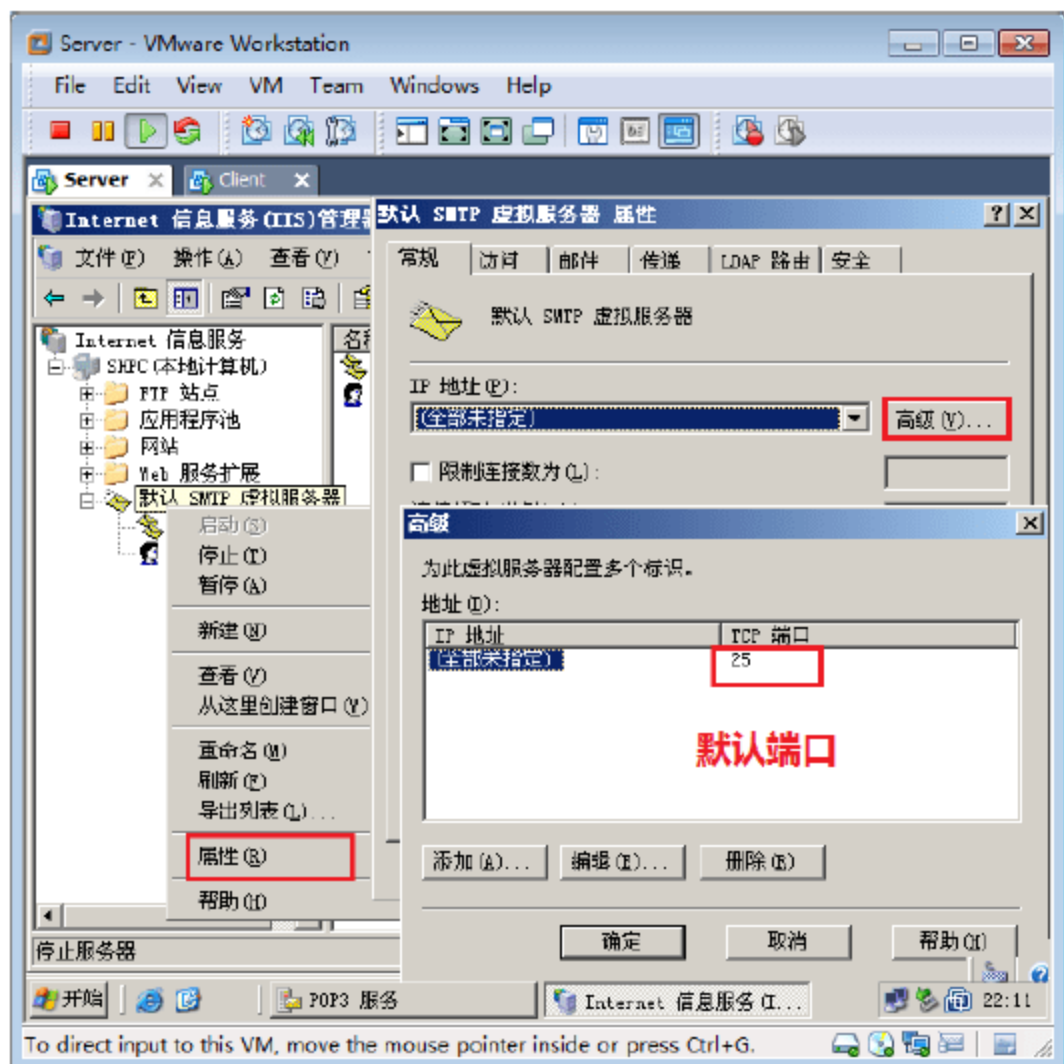 Server - VMware Workstation
File Edit View VM Team Windows Help
Server Client
Internet 信息服务(IIS)管理器
默认 SMTP 虚拟服务器 属性
文件(F) 操作(A) 查看(V)
常规 访问 邮件 传递 LDAP 路由 安全
默认 SMTP 虚拟服务器
Internet 信息服务
名称
SHPC(本地计算机)
FTP 站点
应用程序池
网站
Web 服务扩展
默认 SMTP 虚拟服务器
IP 地址(P):
(全部未指定)
高级(V)...
限制连接数为(L):
启动(S)
停止(T)
暂停(A)
新建(N)
查看(V)
从这里创建窗口(W)
重命名(M)
刷新(F)
导出列表(L)...
属性(R)
帮助(H)
高级
为此虚拟服务器配置多个标识。
地址(D):
IP 地址 TCP 端口
(全部未指定) 25
默认端口
添加(A)... 编辑(E)... 删除(R)
确定 取消 帮助(H)
停止服务器
开始 POP3 服务 Internet 信息服务(I... 22:11
To direct input to this VM, move the mouse pointer inside or press Ctrl+G.